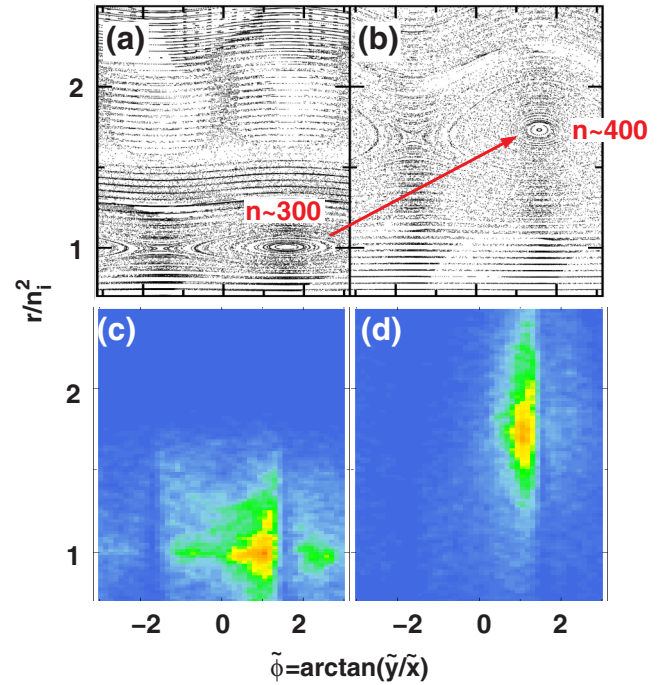 (a)
(b)
2
n~400
n~300
1
r/n_i^2
(c)
(d)
2
1
−2 0 2 −2 0 2
ϕ̃=arctan(ỹ/x̃)